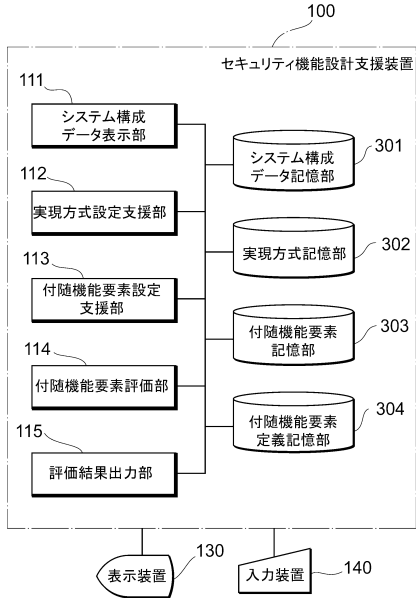 100
セキュリティ機能設計支援装置
111
システム構成
データ表示部
301
システム構成
データ記憶部
112
実現方式設定支援部
302
実現方式記憶部
113
付随機能要素設定
支援部
303
付随機能要素
記憶部
114
付随機能要素評価部
304
付随機能要素
定義記憶部
115
評価結果出力部
130
表示装置
140
入力装置